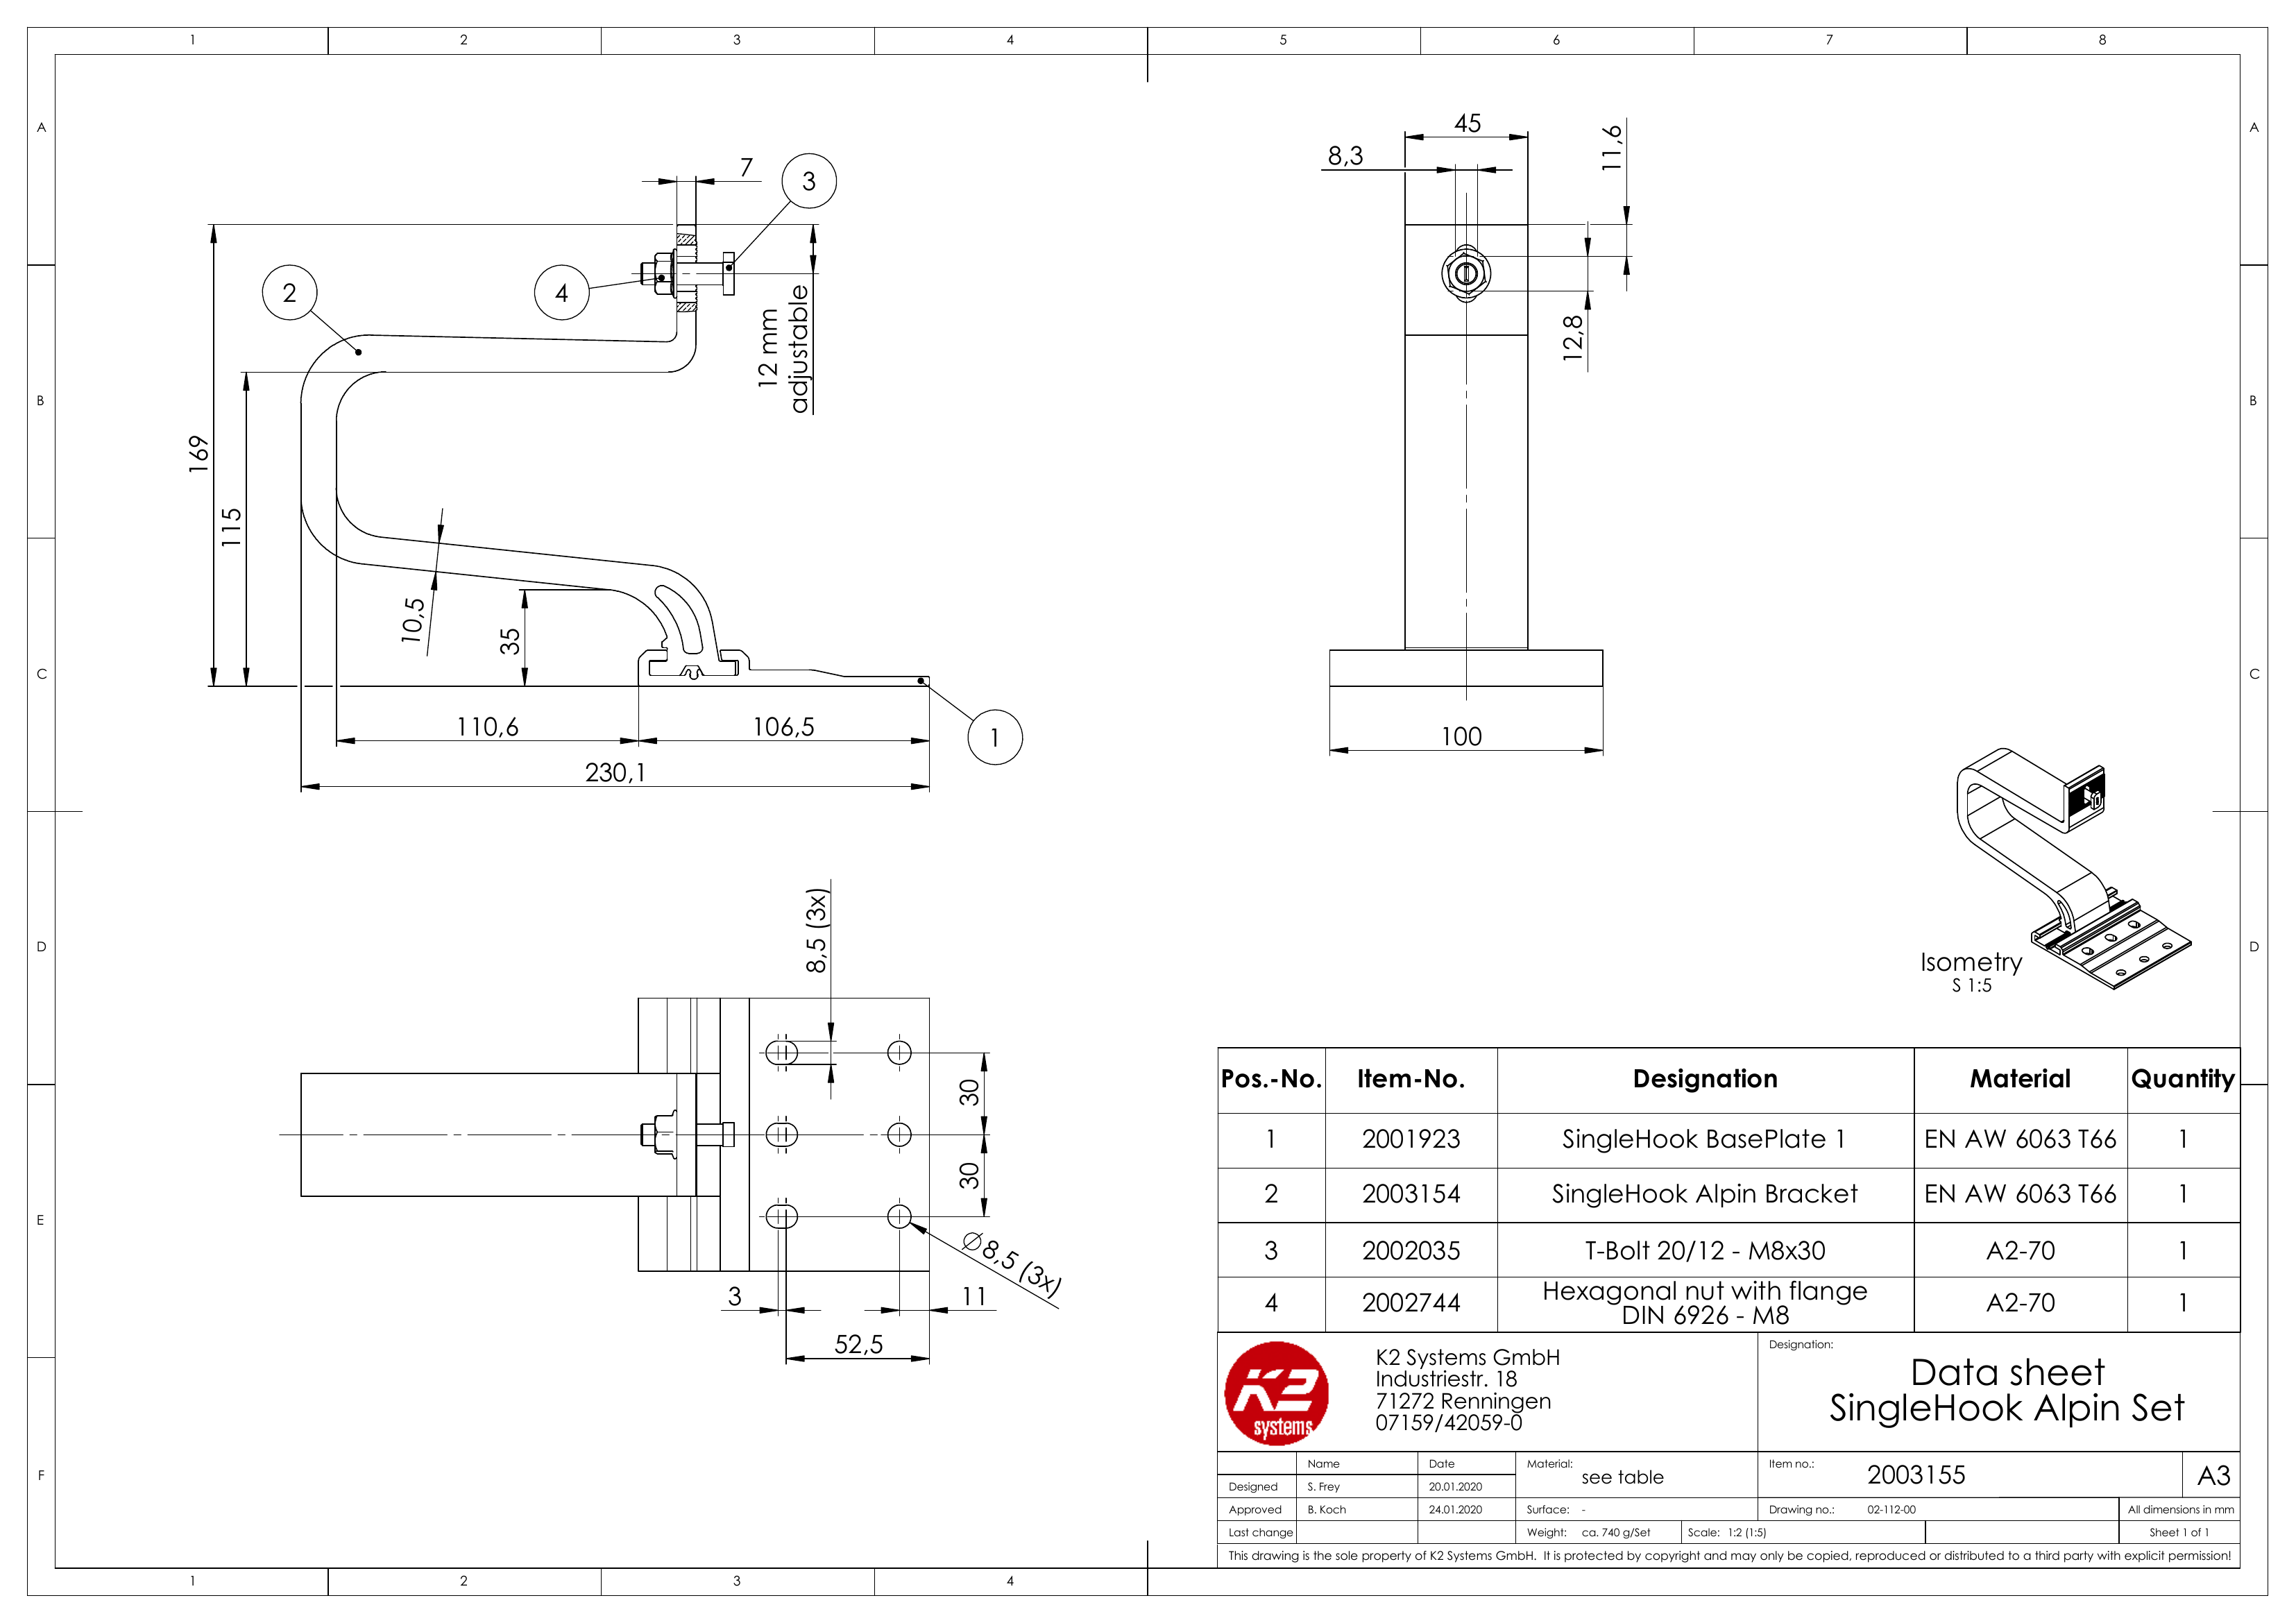 1 2 3 4 5 6 7 8
A A
B B
C C
D D
E
F
7
3
2
4
12 mm
adjustable
169
115
10,5
35
110,6
106,5
1
230,1
45
8,3
11,6
12,8
100
8,5 (3x)
30
30
Ø8,5 (3x)
3
11
52,5
Isometry
S 1:5
Pos.-No. Item-No. Designation Material Quantity
1 2001923 SingleHook BasePlate 1 EN AW 6063 T66 1
2 2003154 SingleHook Alpin Bracket EN AW 6063 T66 1
3 2002035 T-Bolt 20/12 - M8x30 A2-70 1
4 2002744 Hexagonal nut with flange
DIN 6926 - M8 A2-70 1
K2
systems
K2 Systems GmbH
Industriestr. 18
71272 Renningen
07159/42059-0
Designation:
Data sheet
SingleHook Alpin Set
Name Date
Designed S. Frey 20.01.2020
Approved B. Koch 24.01.2020
Last change
Material: see table
Surface: -
Weight: ca. 740 g/Set Scale: 1:2 (1:5)
Item no.: 2003155 A3
Drawing no.: 02-112-00 All dimensions in mm
Sheet 1 of 1
This drawing is the sole property of K2 Systems GmbH. It is protected by copyright and may only be copied, reproduced or distributed to a third party with explicit permission!
1 2 3 4